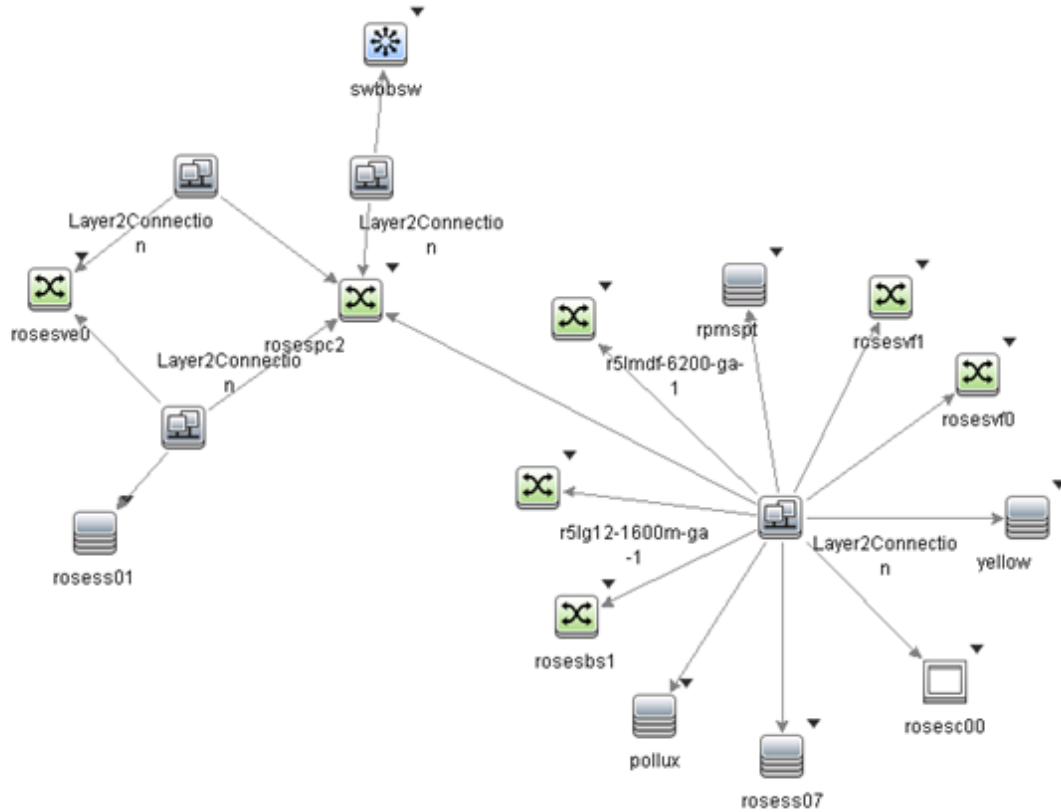 swbbsw
Layer2Connectio
n
Layer2Connectio
n
rosesve0
rosespc2
Layer2Connectio
n
rosess01
rpmspt
rosesvf1
r5lmdf-6200-ga-
1
rosesvf0
r5lg12-1600m-ga
-1
Layer2Connectio
n
yellow
rosesbs1
rosesc00
pollux
rosess07